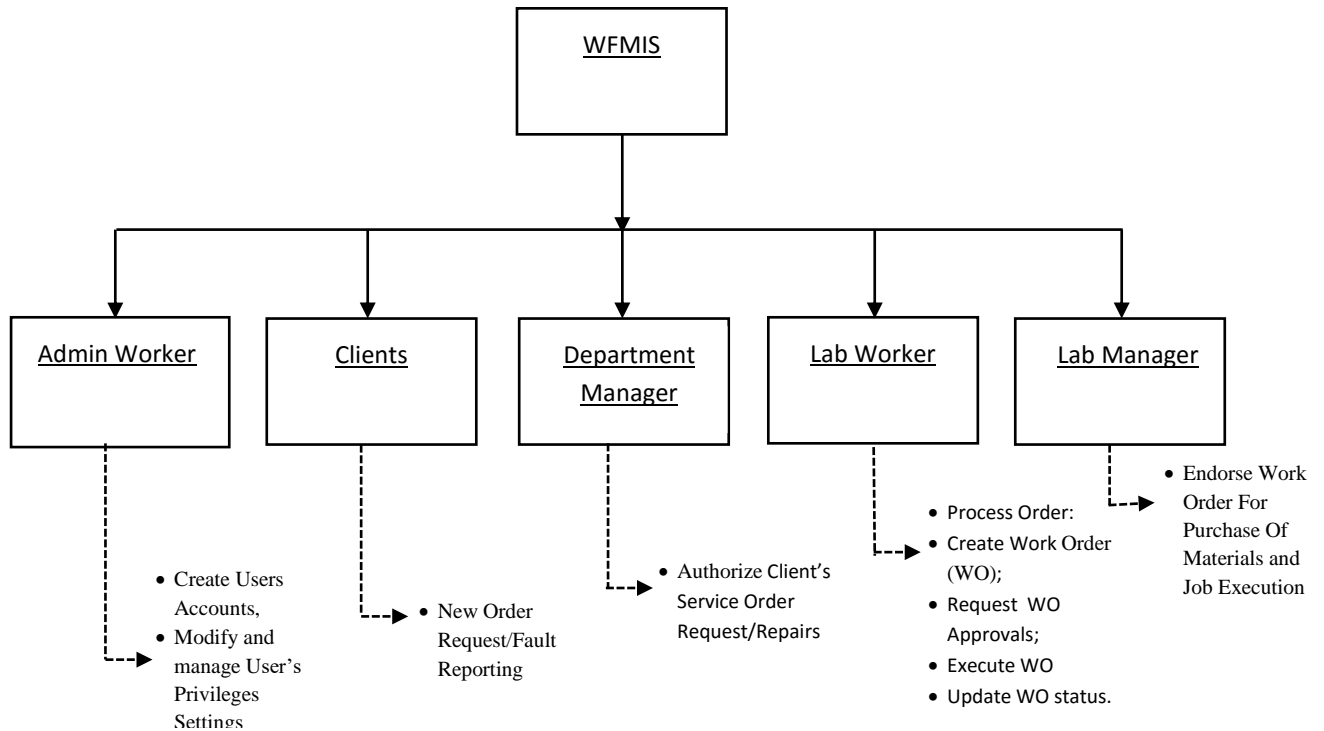 WFMIS
Admin Worker
Clients
Department
Manager
Lab Worker
Lab Manager
• Create Users
Accounts,
• Modify and
manage User's
Privileges
Settings
• New Order
Request/Fault
Reporting
• Authorize Client's
Service Order
Request/Repairs
• Process Order:
• Create Work Order
(WO);
• Request WO
Approvals;
• Execute WO
• Update WO status.
• Endorse Work
Order For
Purchase Of
Materials and
Job Execution